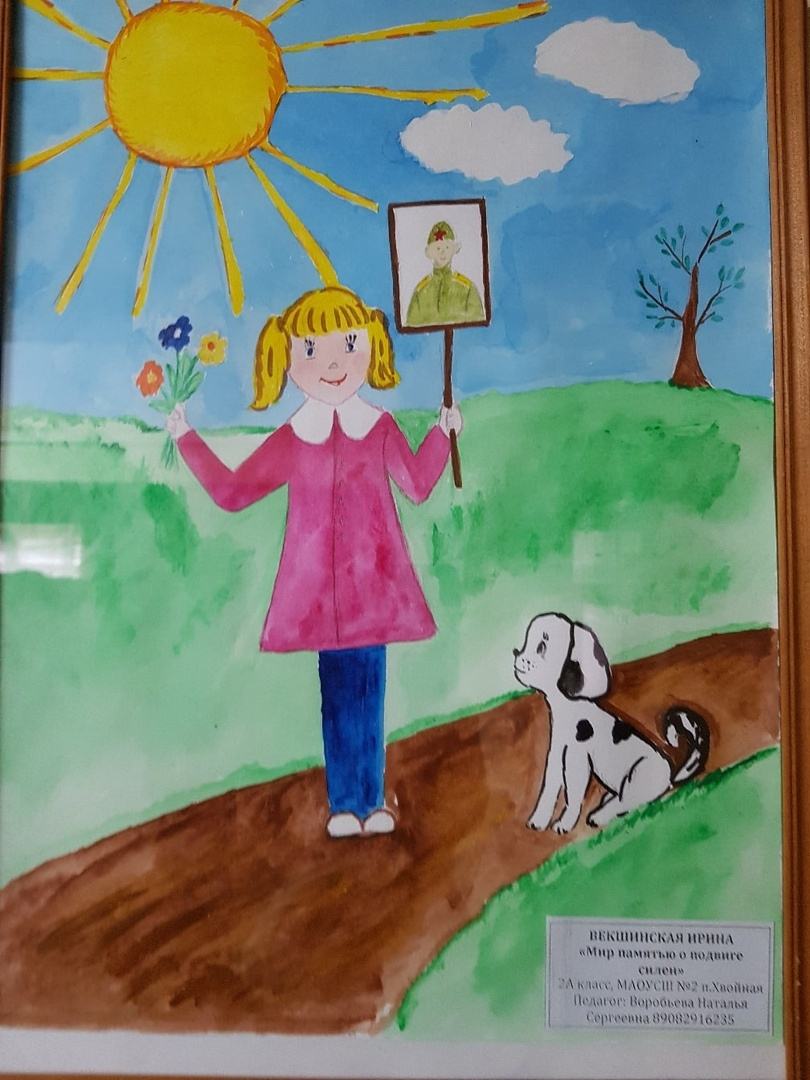 ВЕКШИНСКАЯ ИРИНА
«Мир памятью о подвиге
силен»
2А класс, МАОУСШ №2 п.Хвойная
Педагог: Воробьева Наталья
Сергеевна 89082916235